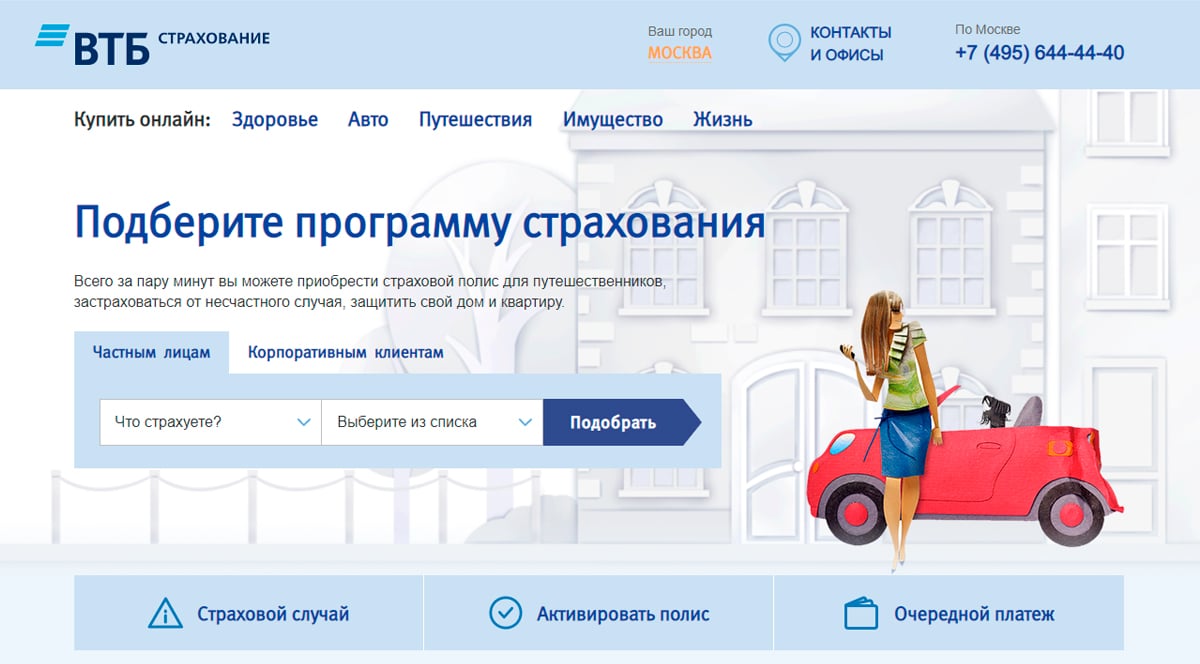 ВТБ СТРАХОВАНИЕ
Ваш город
МОСКВА
КОНТАКТЫ
И ОФИСЫ
По Москве
+7 (495) 644-44-40
Купить онлайн: Здоровье Авто Путешествия Имущество Жизнь
Подберите программу страхования
Всего за пару минут вы можете приобрести страховой полис для путешественников,
застраховаться от несчастного случая, защитить свой дом и квартиру.
Частным лицам Корпоративным клиентам
Что страхуете? Выберите из списка Подобрать
Страховой случай Активировать полис Очередной платеж